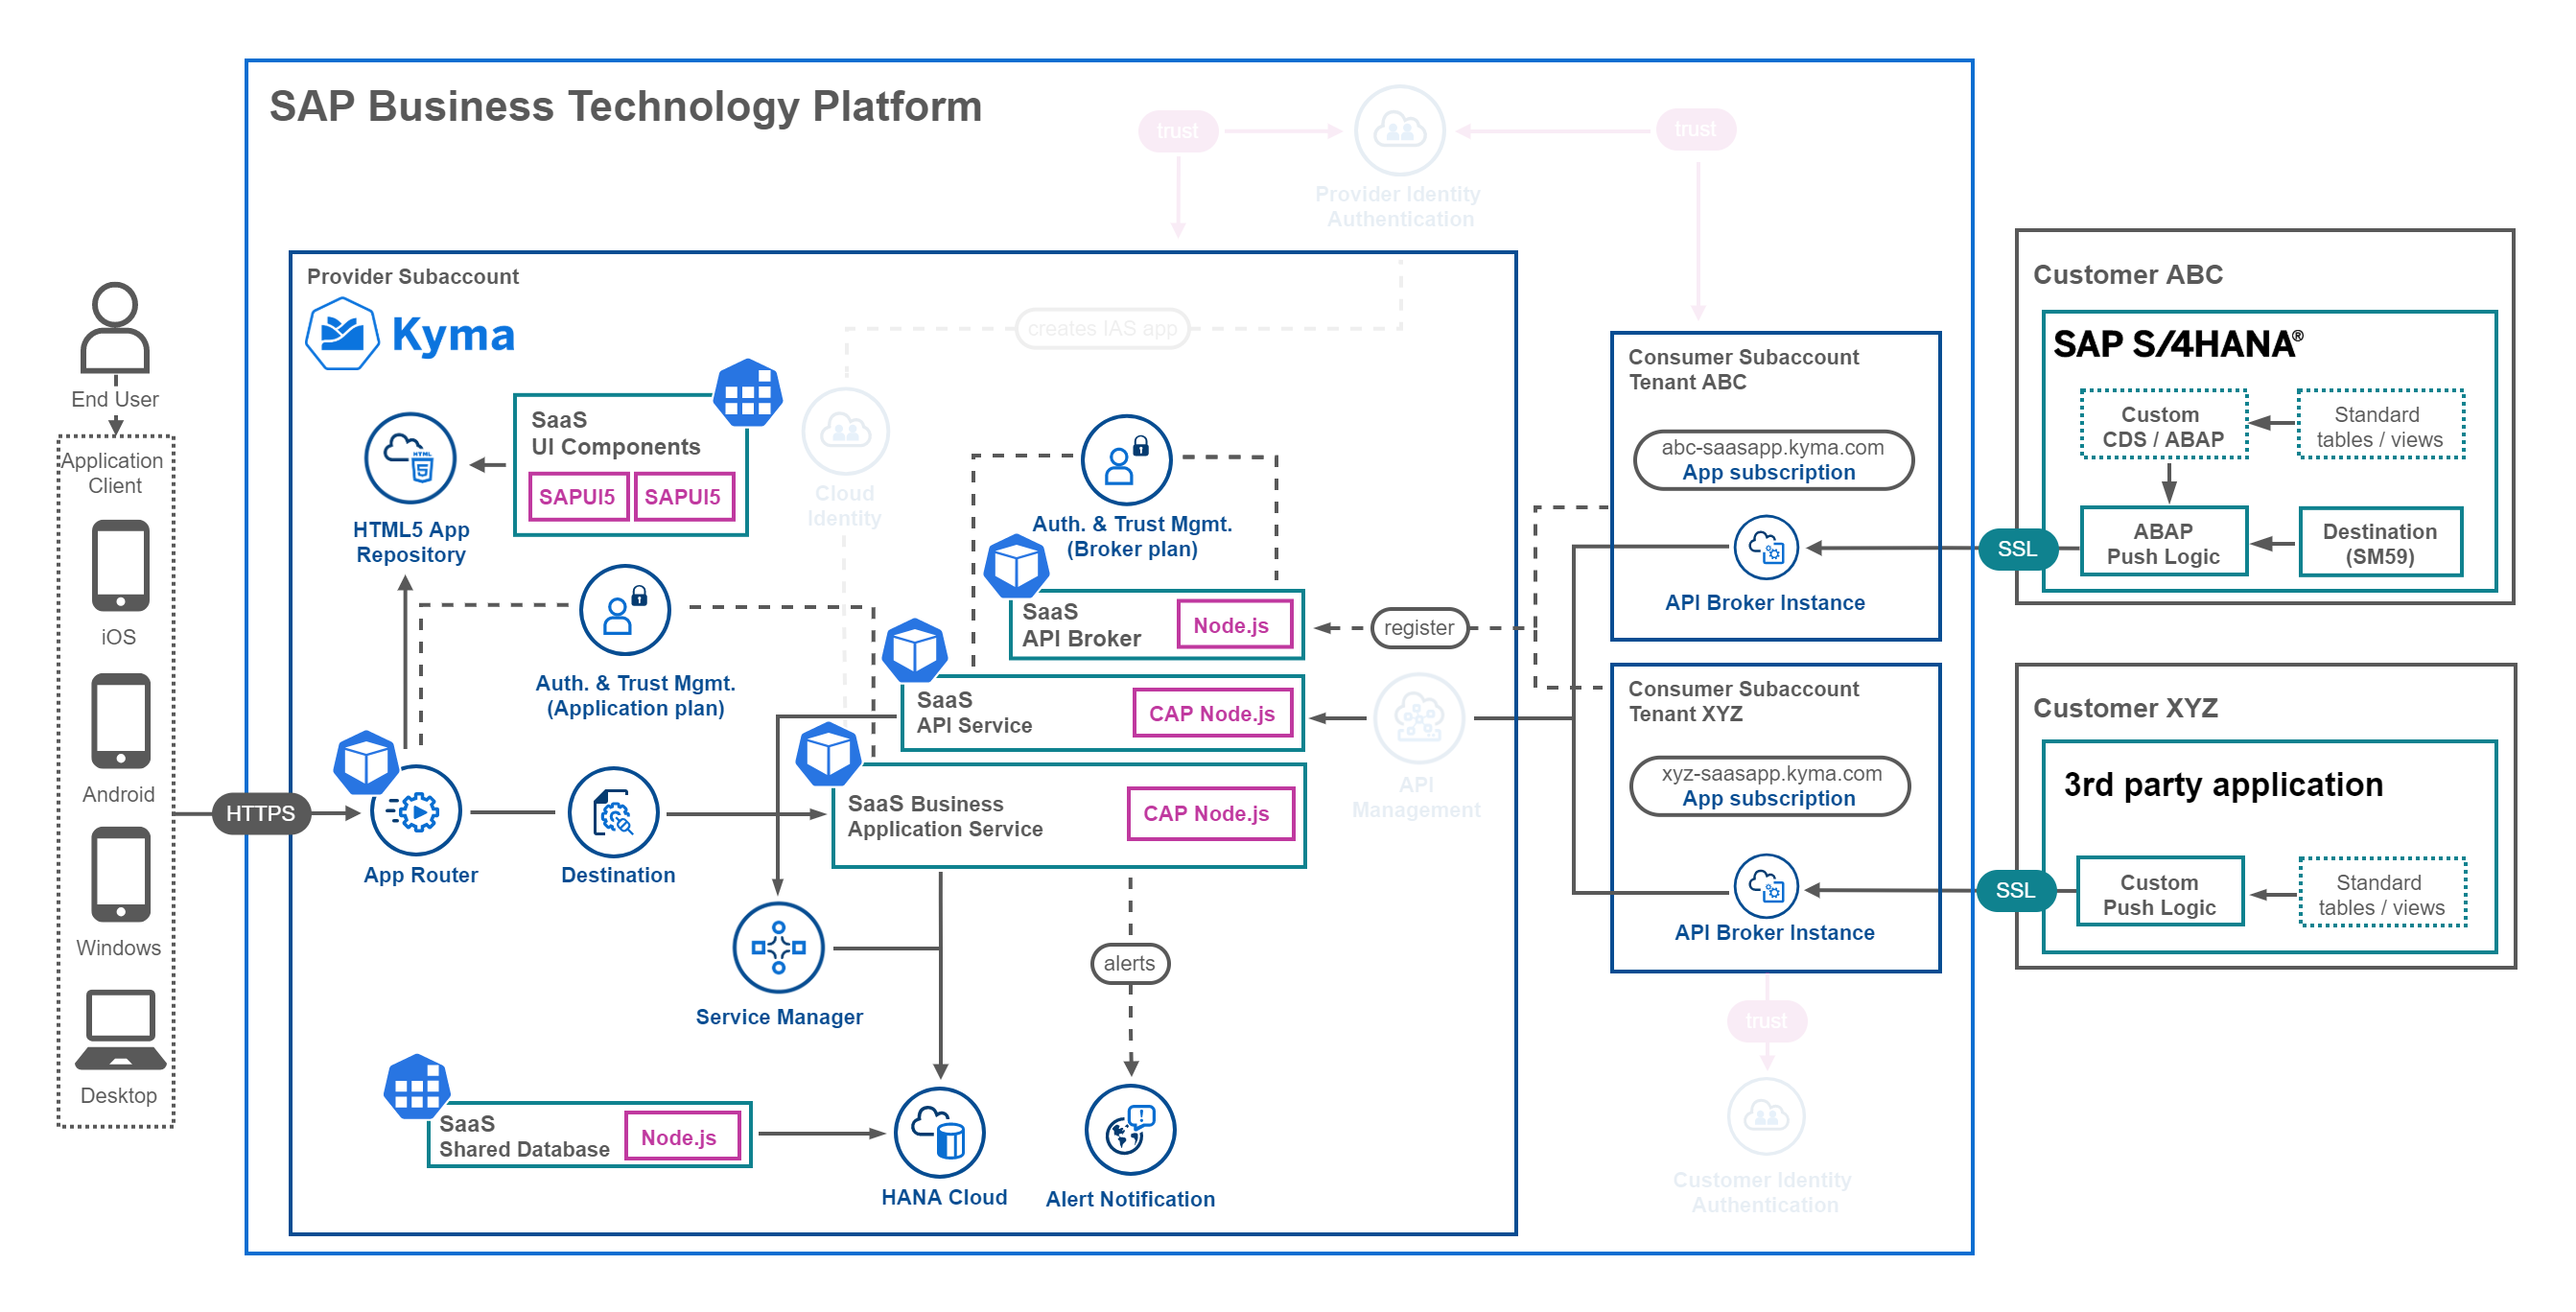 SAP Business Technology Platform
trust
trust
Provider Identity
Authentication
Provider Subaccount
Kyma
creates IAS app
End User
Application
Client
iOS
Android
Windows
Desktop
HTTPS
HTML5 App
Repository
HTML
5
SaaS
UI Components
SAPUI5
SAPUI5
Cloud
Identity
Auth. & Trust Mgmt.
(Broker plan)
Auth. & Trust Mgmt.
(Application plan)
SaaS
API Broker
Node.js
register
SaaS
API Service
CAP Node.js
API
Management
SaaS Business
Application Service
CAP Node.js
App Router
Destination
Service Manager
alerts
SaaS
Shared Database
Node.js
HANA Cloud
Alert Notification
Consumer Subaccount
Tenant ABC
abc-saasapp.kyma.com
App subscription
API Broker Instance
Consumer Subaccount
Tenant XYZ
xyz-saasapp.kyma.com
App subscription
API Broker Instance
trust
Customer Identity
Authentication
Customer ABC
SAP S/4HANA®
Custom
CDS / ABAP
Standard
tables / views
SSL
ABAP
Push Logic
Destination
(SM59)
Customer XYZ
3rd party application
SSL
Custom
Push Logic
Standard
tables / views